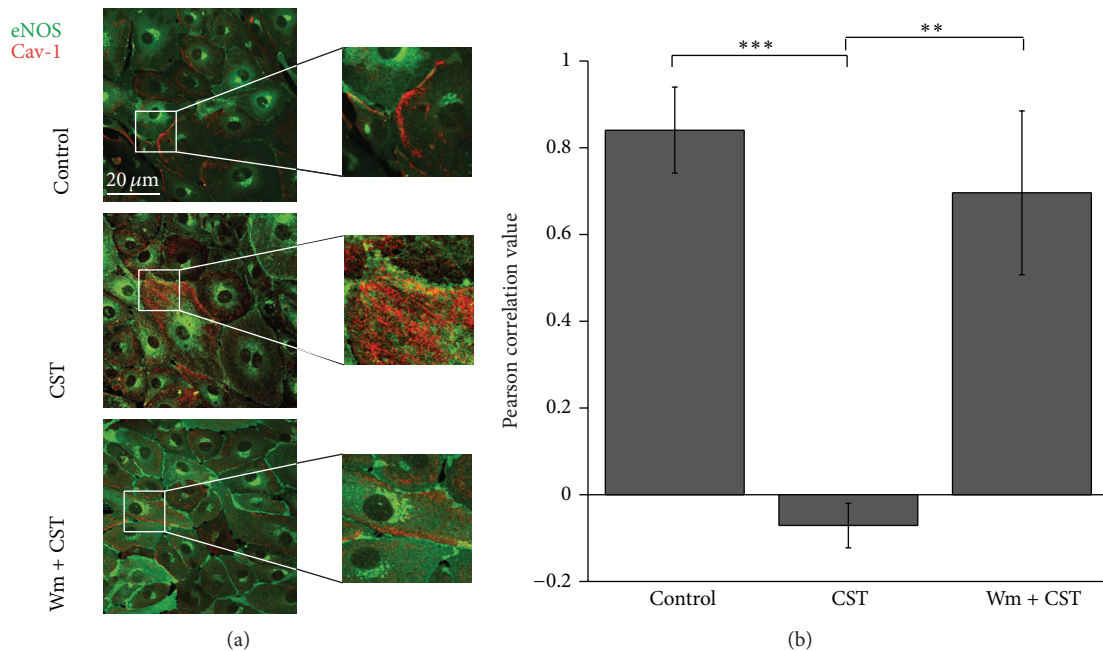 eNOS
Cav-1
Control
20 μm
CST
Wm + CST
(a)
*** **
1
0.8
0.6
0.4
0.2
0
−0.2
Pearson correlation value
Control CST Wm + CST
(b)